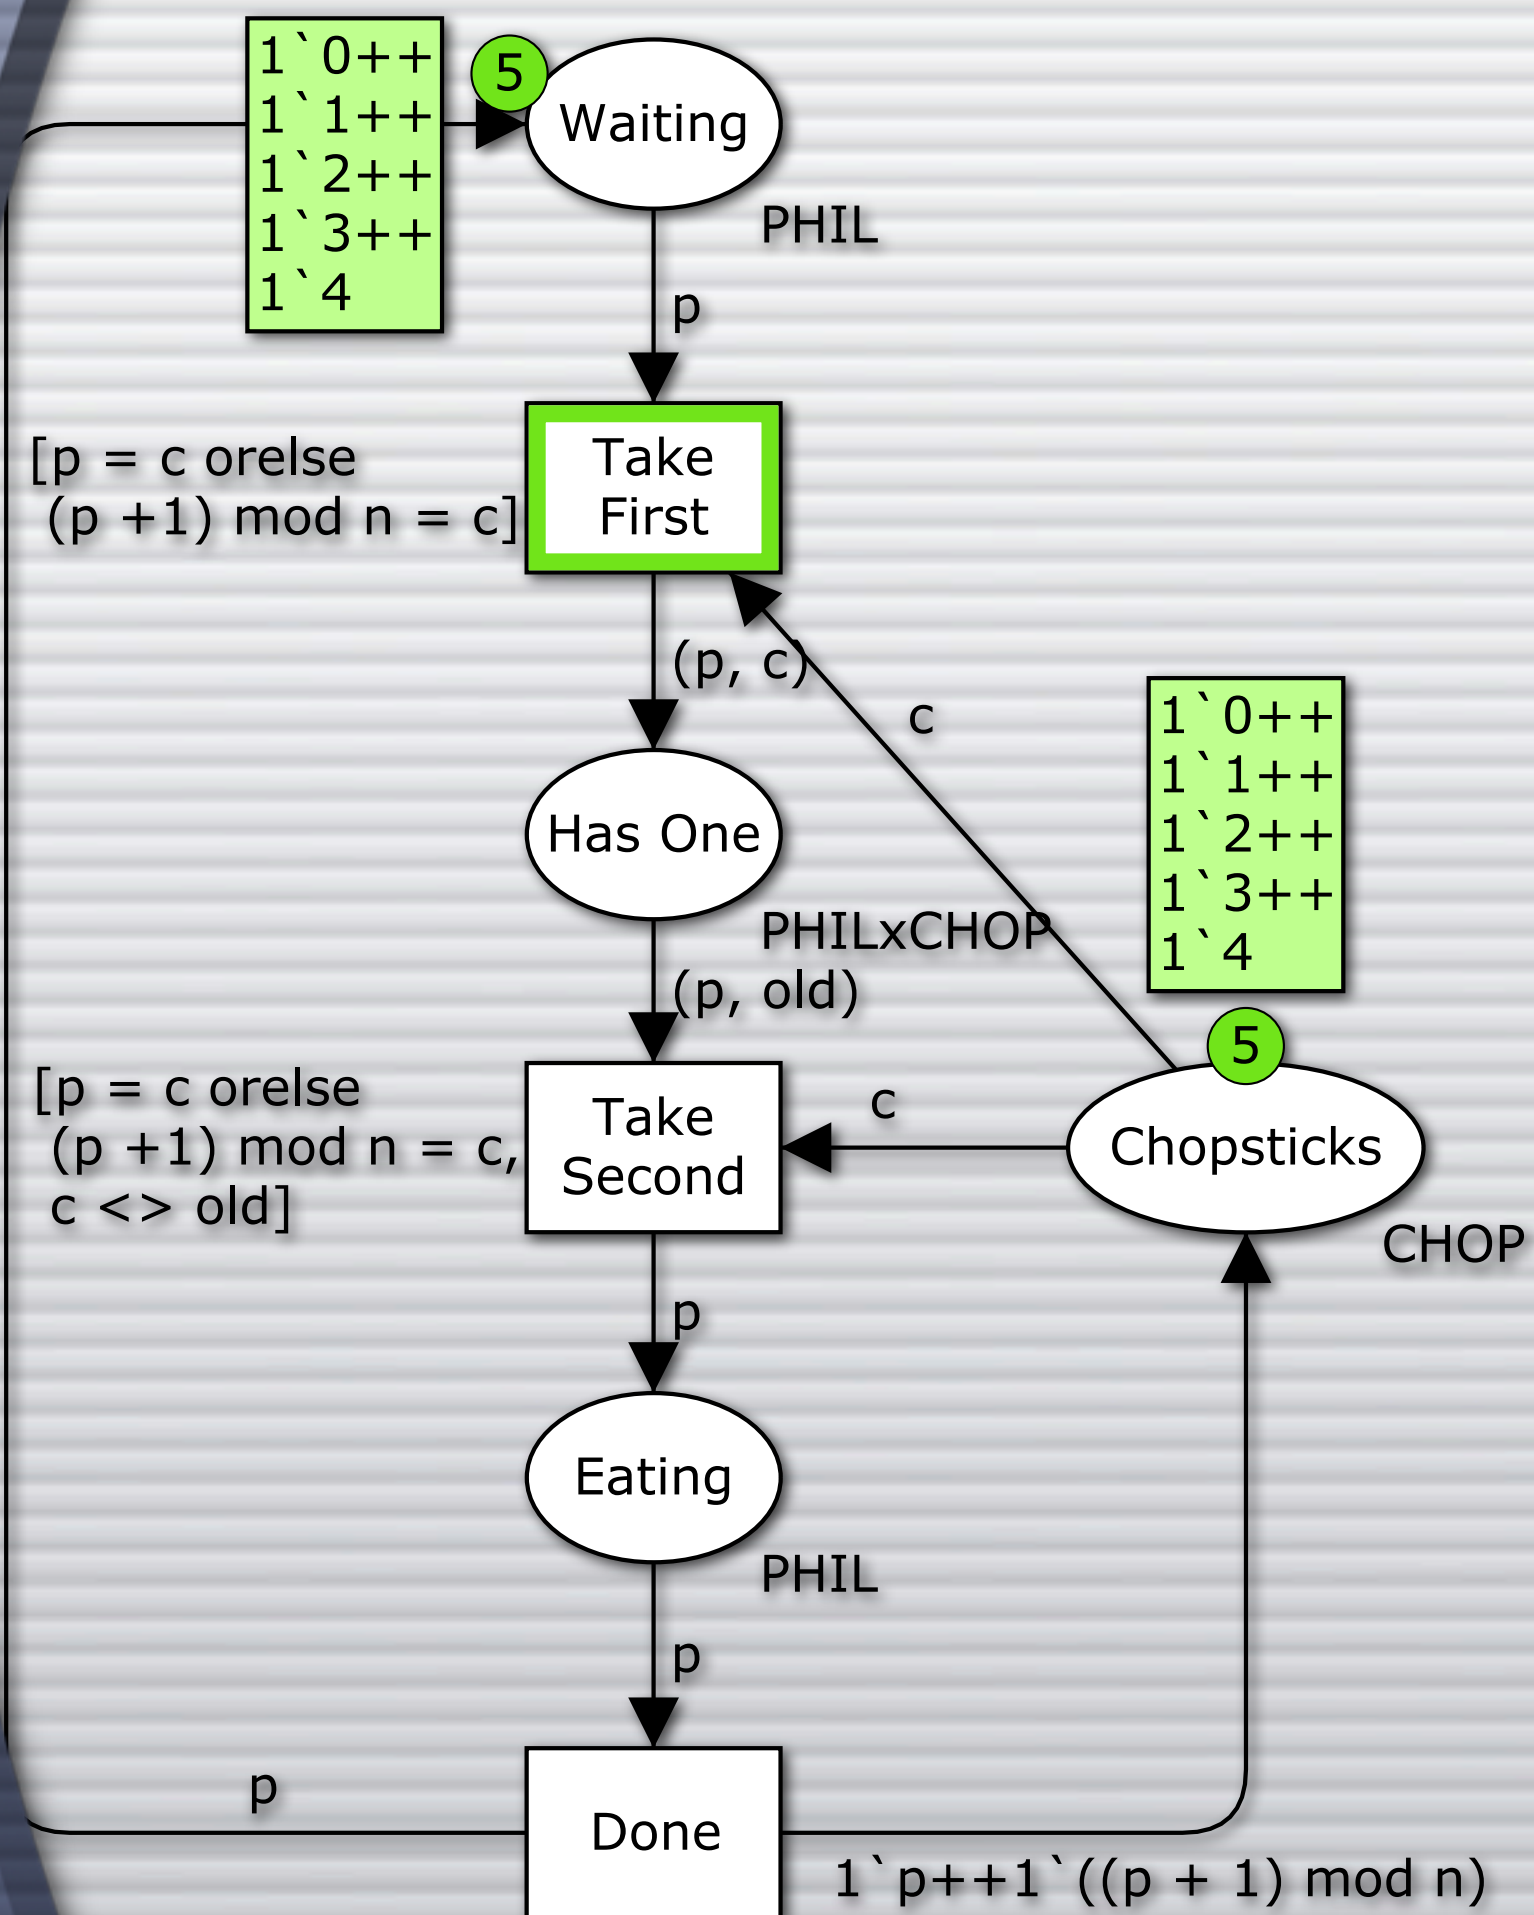 1`0++
1`1++
1`2++
1`3++
1`4
5
Waiting
PHIL
p
[p = c orelse
(p +1) mod n = c]
Take
First
(p, c)
c
Has One
1`0++
1`1++
1`2++
1`3++
1`4
PHILxCHOP
(p, old)
5
[p = c orelse
(p +1) mod n = c,
c <> old]
Take
Second
c
Chopsticks
CHOP
p
Eating
PHIL
p
p
Done
1`p++1`((p + 1) mod n)